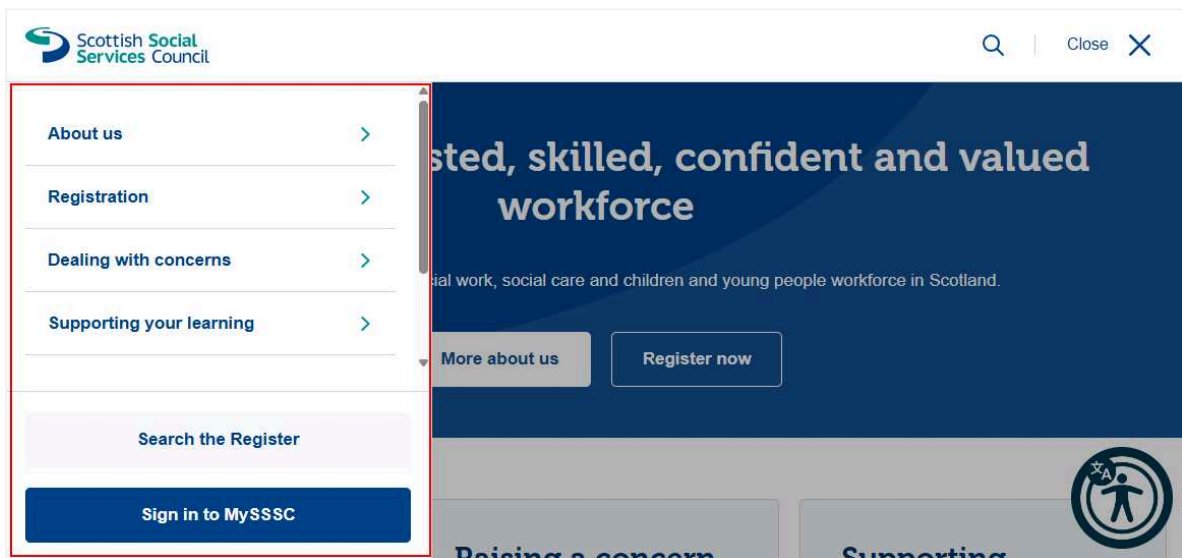 Scottish Social
Services Council
Close
About us
Registration
Dealing with concerns
Supporting your learning
Search the Register
Sign in to MySSSC
sted, skilled, confident and valued
workforce
ial work, social care and children and young people workforce in Scotland.
More about us
Register now
Raising a concern
Supporting